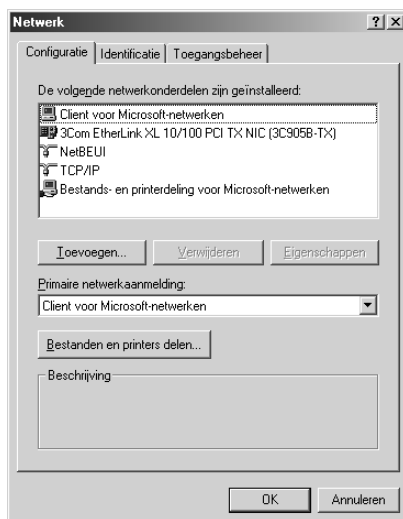 Netwerk
Configuratie Identificatie Toegangsbeheer
De volgende netwerkonderdelen zijn geïnstalleerd:
Client voor Microsoft-netwerken
3Com EtherLink XL 10/100 PCI TX NIC (3C905B-TX)
NetBEUI
TCP/IP
Bestands- en printerdeling voor Microsoft-netwerken
Toevoegen... Verwijderen Eigenschappen
Primaire netwerkaanmelding:
Client voor Microsoft-netwerken
Bestanden en printers delen...
Beschrijving
OK Annuleren